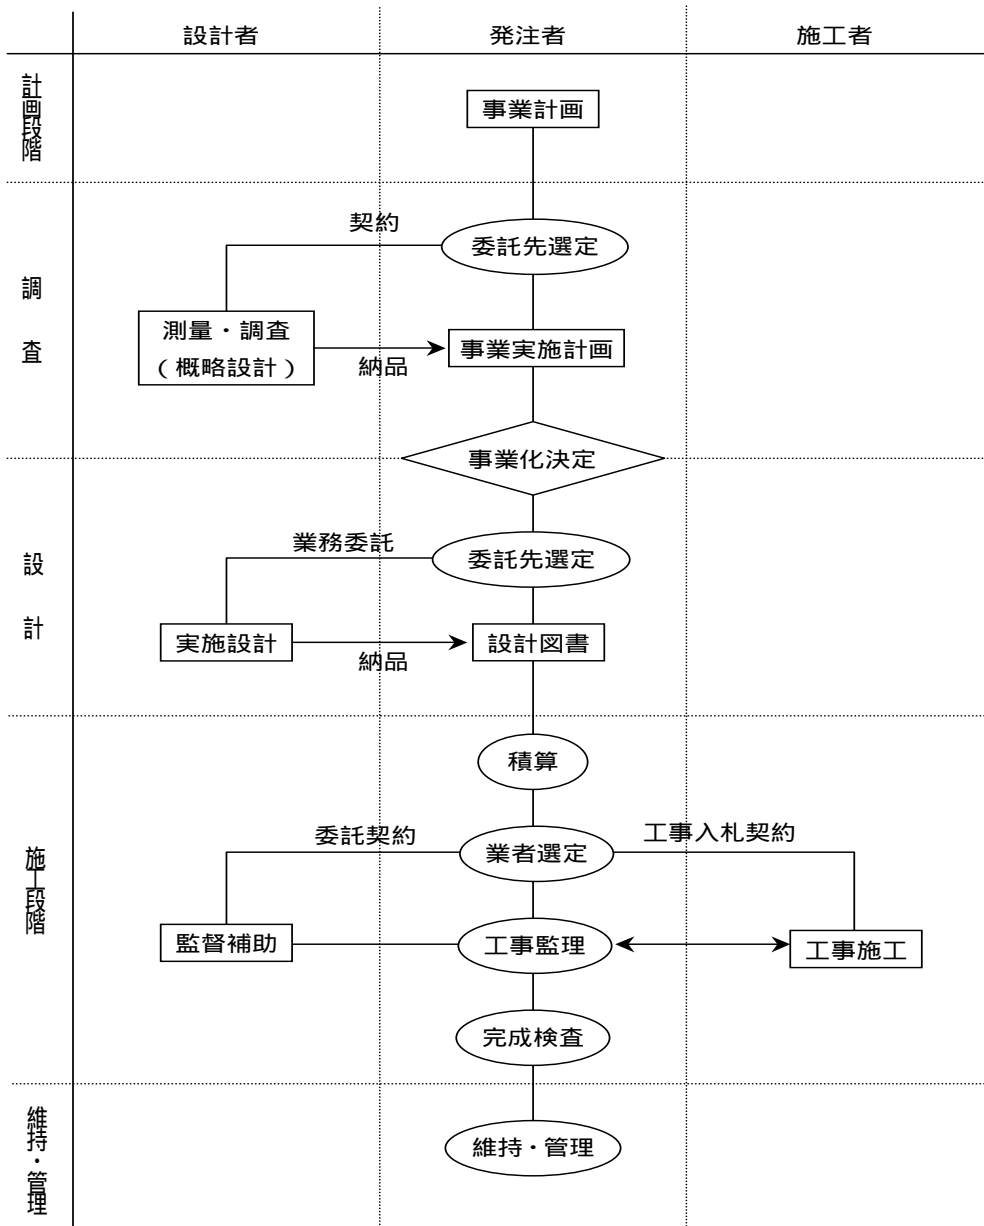 設計者
発注者
施工者
計画段階
事業計画
調査
契約
委託先選定
測量・調査
(概略設計)
納品
事業実施計画
事業化決定
設計
業務委託
委託先選定
実施設計
納品
設計図書
施工段階
積算
委託契約
業者選定
工事入札契約
監督補助
工事監理
工事施工
完成検査
維持・管理
維持・管理